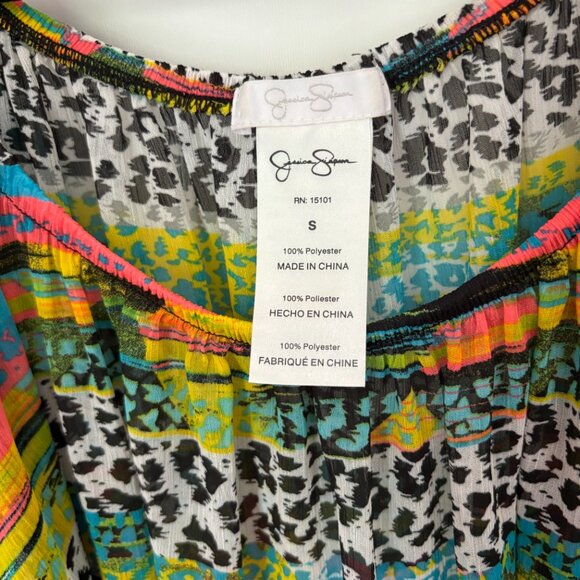 Jessica Simpson
Jessica Simpson
RN: 15101
S
100% Polyester
MADE IN CHINA
100% Poliester
HECHO EN CHINA
100% Polyester
FABRIQUÉ EN CHINE